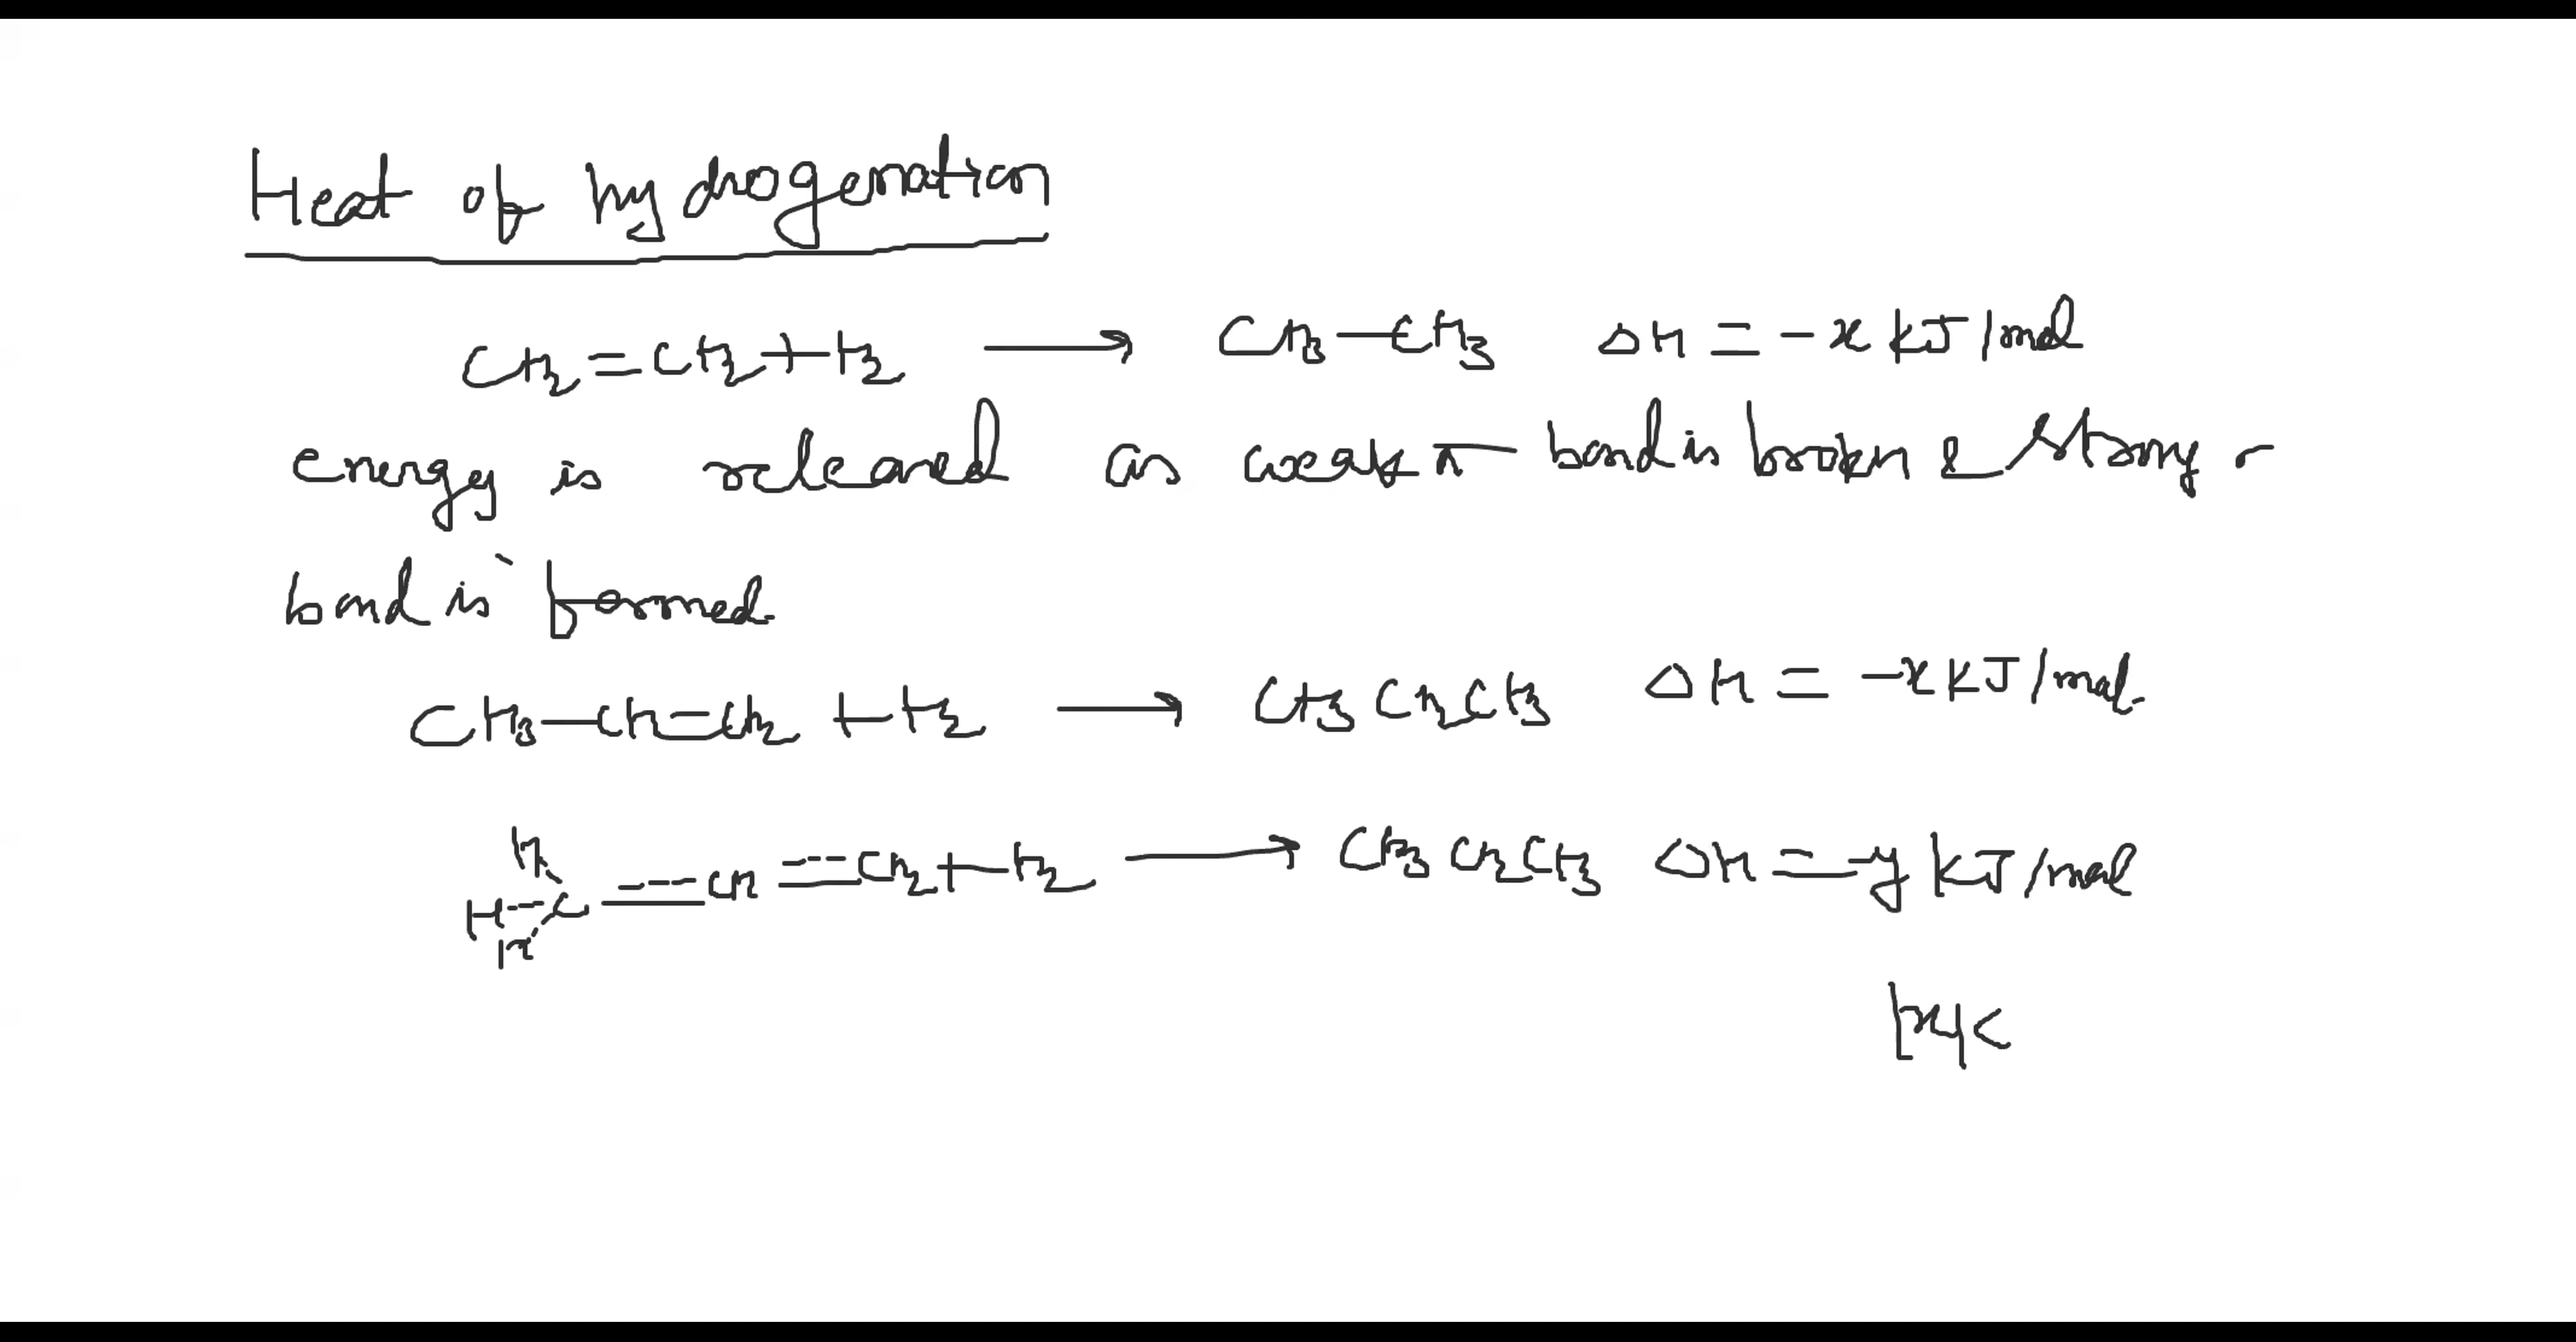 Heat of hydrogenation
CH2=CH2+H2 → CH3-CH3 ΔH = -x kJ/mol
energy is released as weak π bond is broken & strong σ
bond is formed.
CH3-CH=CH2 + H2 → CH3CH2CH3 ΔH = -x kJ/mol.
H
H C CH CH2+H2 → CH3CH2CH3 ΔH = -y kJ/mol
H
|y|<